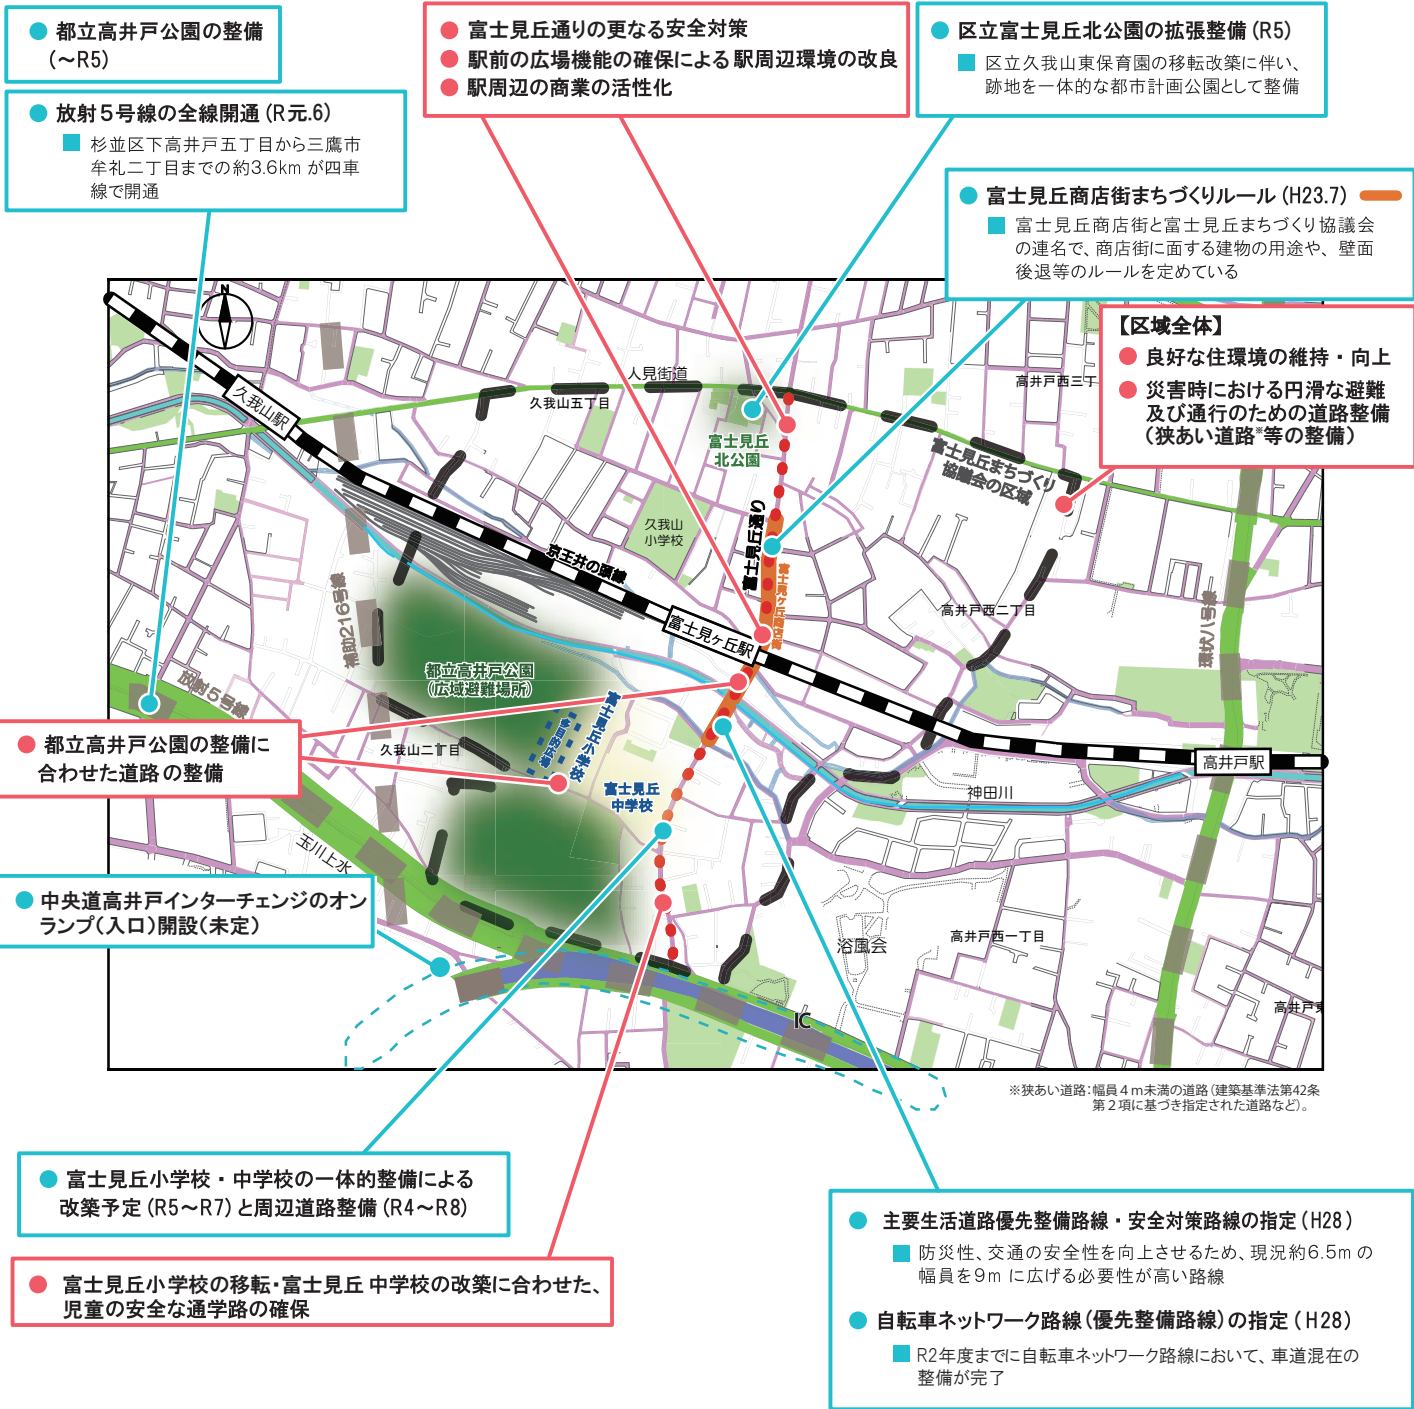 都立高井戸公園の整備
(～R5)
放射５号線の全線開通 (R元.6)
杉並区下高井戸五丁目から三鷹市
牟礼二丁目までの約3.6km が四車
線で開通
富士見丘通りの更なる安全対策
駅前の広場機能の確保による駅周辺環境の改良
駅周辺の商業の活性化
区立富士見丘北公園の拡張整備 (R5)
区立久我山東保育園の移転改築に伴い、
跡地を一体的な都市計画公園として整備
富士見丘商店街まちづくりルール (H23.7)
富士見丘商店街と富士見丘まちづくり協議会
の連名で、商店街に面する建物の用途や、壁面
後退等のルールを定めている
【区域全体】
良好な住環境の維持・向上
災害時における円滑な避難
及び通行のための道路整備
（狭あい道路※等の整備）
N
久我山駅
人見街道
久我山五丁目
富士見丘
北公園
高井戸西三丁
富士見丘まちづくり
協議会の区域
久我山
小学校
富士見丘通り
京王井の頭線
富士見ヶ丘商店街
富士見ヶ丘駅
高井戸西二丁目
環状八号線
補助216号線
都立高井戸公園
（広域避難場所）
放射５号線
富士見丘小学校
多目的広場
久我山二丁目
富士見丘
中学校
高井戸駅
神田川
都立高井戸公園の整備に
合わせた道路の整備
玉川上水
中央道高井戸インターチェンジのオン
ランプ（入口）開設（未定）
浴風会
高井戸西一丁目
高井戸東
IC
※狭あい道路：幅員４ｍ未満の道路（建築基準法第42条
第２項に基づき指定された道路など）。
富士見丘小学校・中学校の一体的整備による
改築予定 (R5～R7) と周辺道路整備 (R4～R8)
富士見丘小学校の移転・富士見丘中学校の改築に合わせた、
児童の安全な通学路の確保
主要生活道路優先整備路線・安全対策路線の指定 (H28)
防災性、交通の安全性を向上させるため、現況約6.5m の
幅員を9m に広げる必要性が高い路線
自転車ネットワーク路線（優先整備路線）の指定 (H28)
R2年度までに自転車ネットワーク路線において、車道混在の
整備が完了